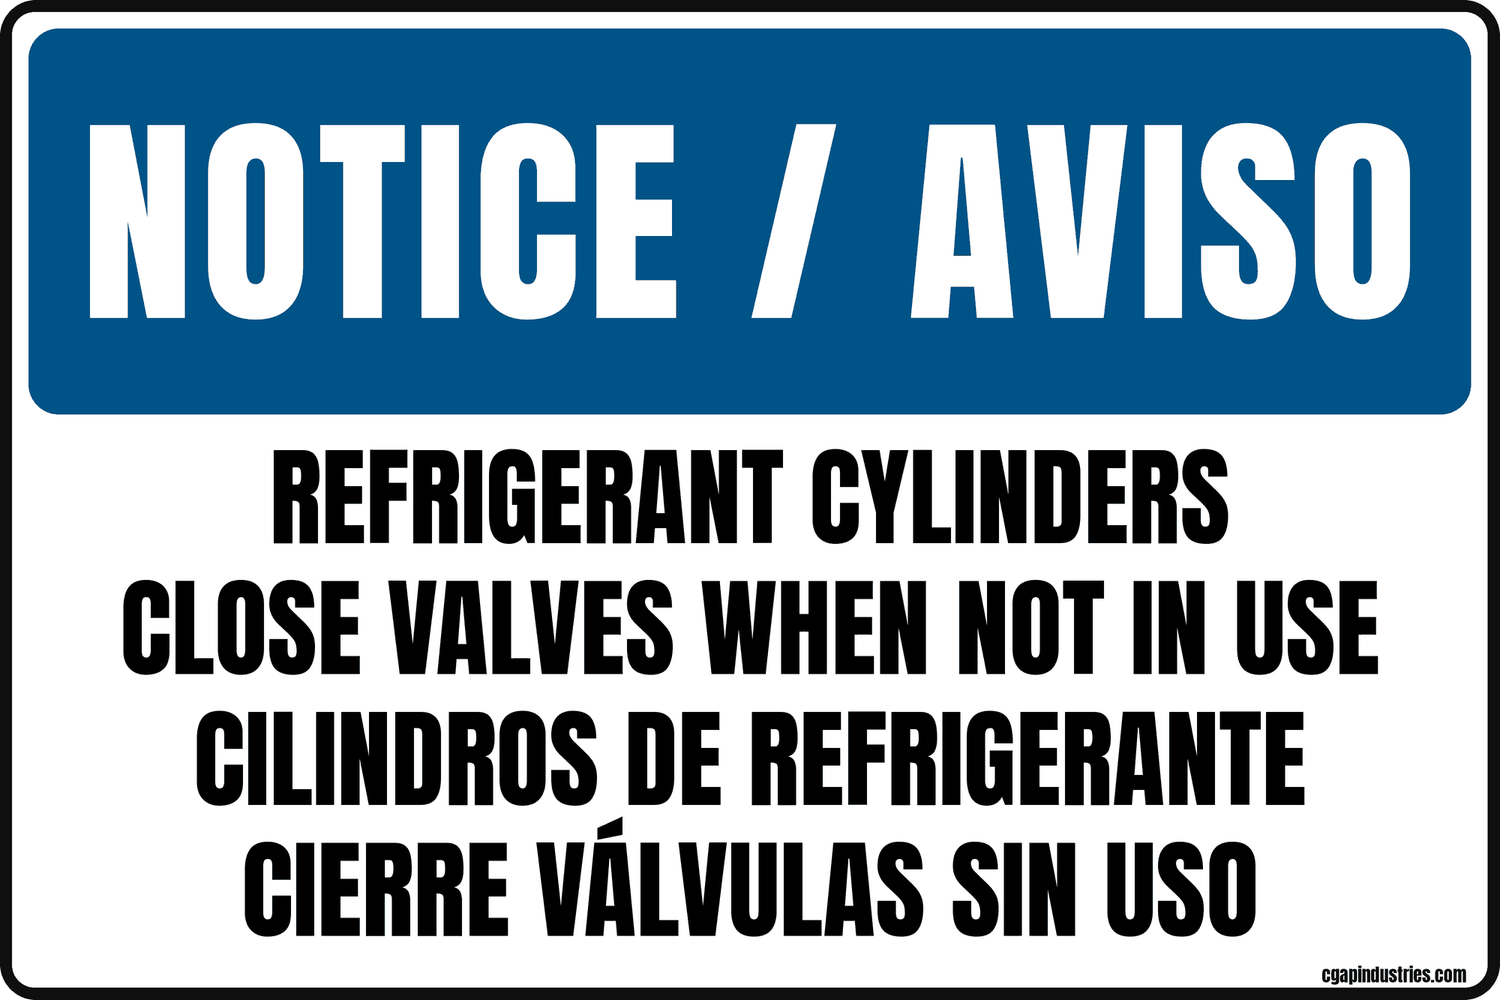 NOTICE / AVISO
REFRIGERANT CYLINDERS
CLOSE VALVES WHEN NOT IN USE
CILINDROS DE REFRIGERANTE
CIERRE VÁLVULAS SIN USO
cgapindustries.com